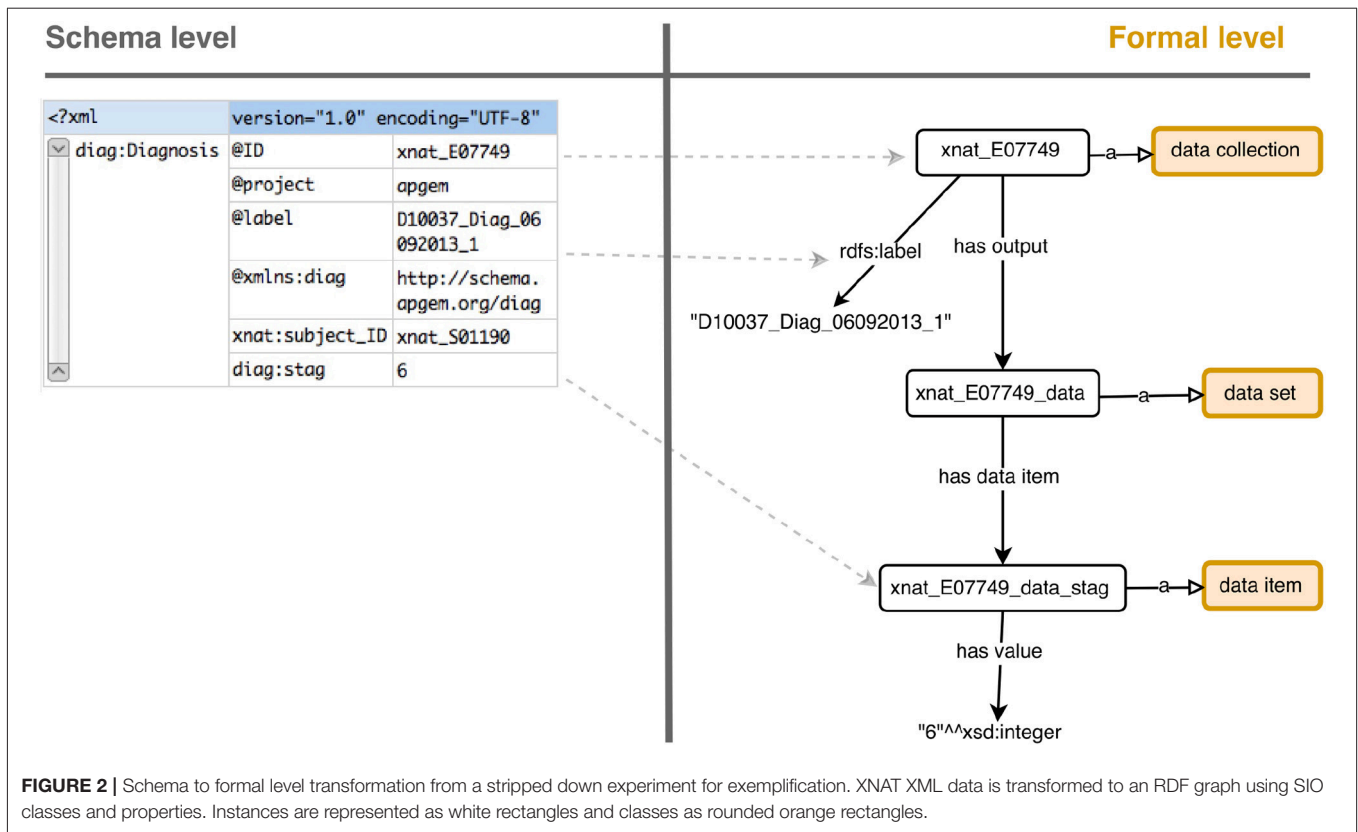 Schema level
Formal level
<?xml version="1.0" encoding="UTF-8"
diag:Diagnosis @ID xnat_E07749
@project apgem
@label D10037_Diag_06
092013_1
@xmlns:diag http://schema.
apgem.org/diag
xnat:subject_ID xnat_S01190
diag:stag 6
xnat_E07749 a data collection
rdfs:label
has output
"D10037_Diag_06092013_1"
xnat_E07749_data a data set
has data item
xnat_E07749_data_stag a data item
has value
"6"^^xsd:integer
FIGURE 2 | Schema to formal level transformation from a stripped down experiment for exemplification. XNAT XML data is transformed to an RDF graph using SIO
classes and properties. Instances are represented as white rectangles and classes as rounded orange rectangles.